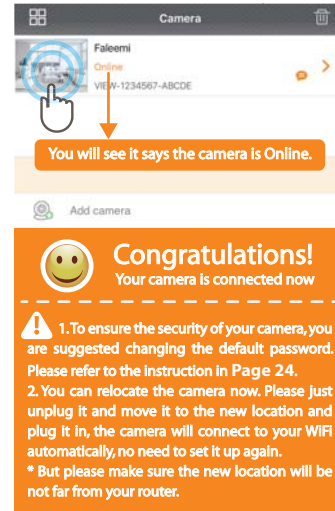 Camera
Faleemi
Online
VIEW-1234567-ABCDE
You will see it says the camera is Online.
Add camera
Congratulations!
Your camera is connected now
1.To ensure the security of your camera,you
are suggested changing the default password.
Please refer to the instruction in Page 24.
2. You can relocate the camera now. Please just
unplug it and move it to the new location and
plug it in, the camera will connect to your WiFi
automatically, no need to set it up again.
* But please make sure the new location will be
not far from your router.